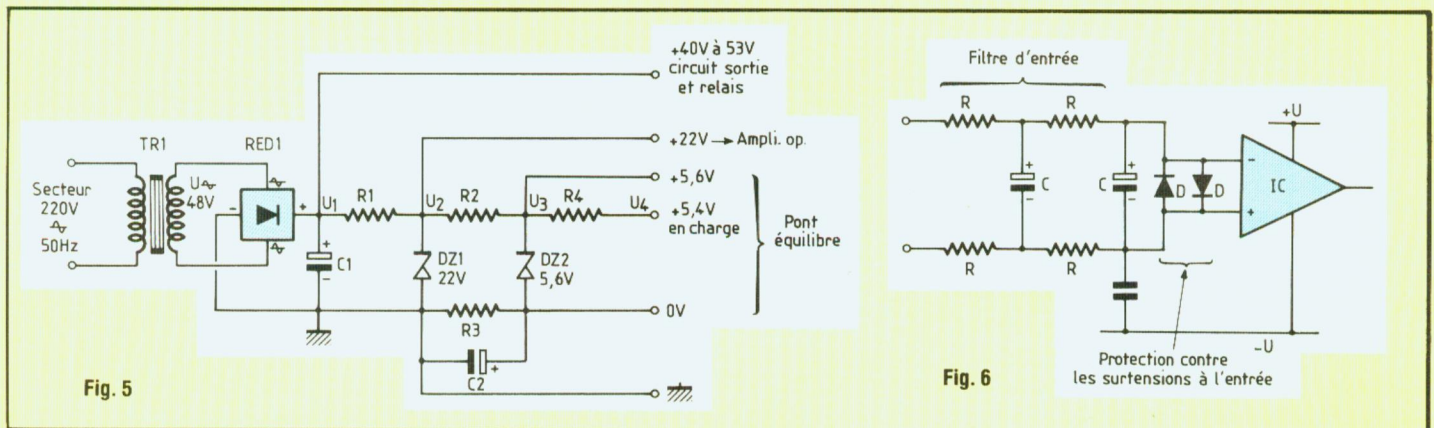 +40V à 53V
circuit sortie
et relais
+22V → Ampli. op.
TR1
RED1
Secteur
220V
50Hz
U
48V
-
+
U1
R1
U2
R2
U3
R4
U4
+5,6V
+5,4V
en charge
Pont
équilibre
C1
+
-
DZ1
22V
DZ2
5,6V
R3
0V
C2
+
Fig. 5
Filtre d'entrée
R
R
+
C
-
+
C
-
D
D
R
R
+U
-
+
IC
-U
Protection contre
les surtensions à l'entrée
Fig. 6